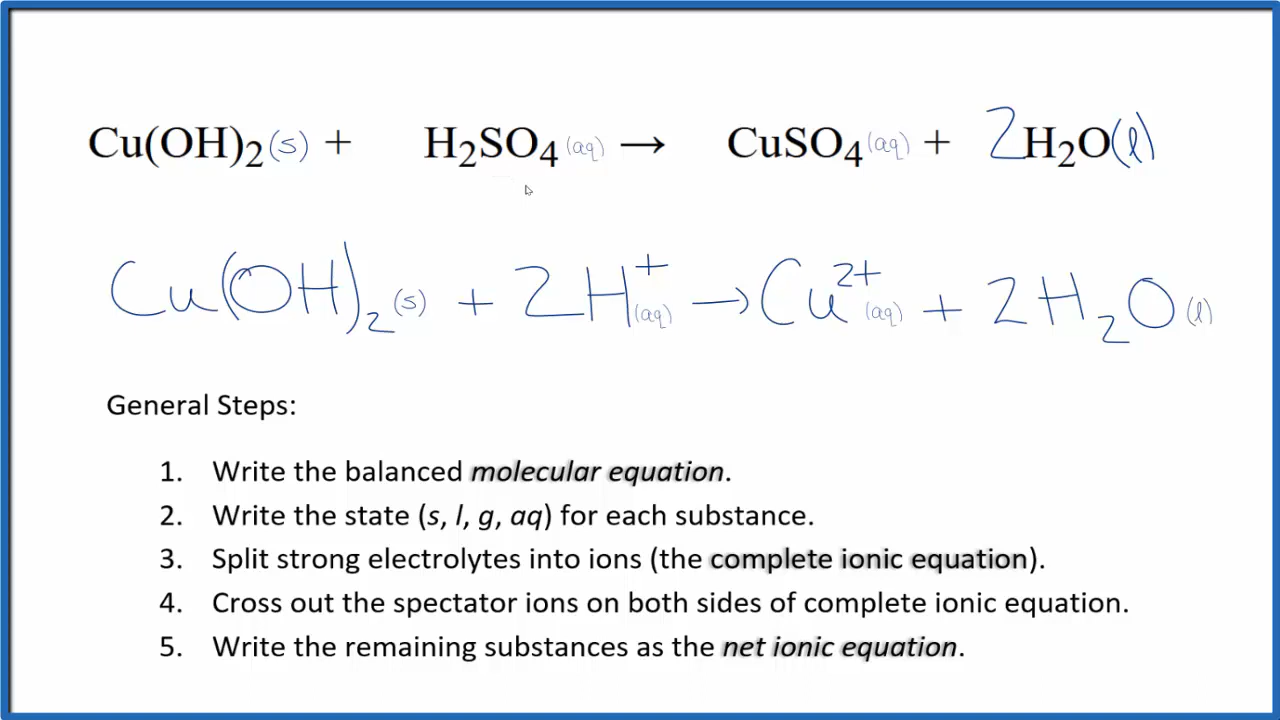 Cu(OH)₂(s) + H₂SO₄(aq) → CuSO₄(aq) + 2H₂O(l)
Cu(OH)₂(s) + 2H⁺(aq) → Cu²⁺(aq) + 2H₂O(l)
General Steps:
1. Write the balanced molecular equation.
2. Write the state (s, l, g, aq) for each substance.
3. Split strong electrolytes into ions (the complete ionic equation).
4. Cross out the spectator ions on both sides of complete ionic equation.
5. Write the remaining substances as the net ionic equation.